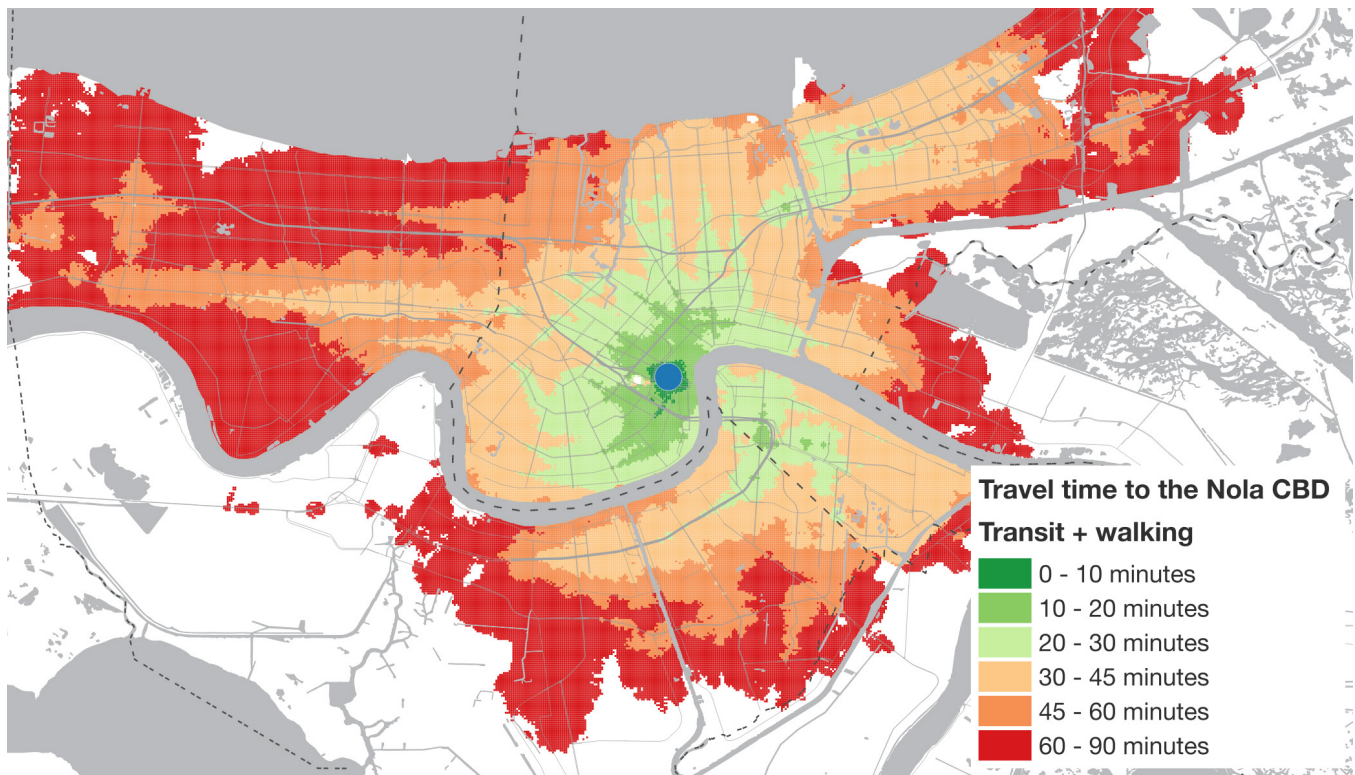 Travel time to the Nola CBD
Transit + walking
0 - 10 minutes
10 - 20 minutes
20 - 30 minutes
30 - 45 minutes
45 - 60 minutes
60 - 90 minutes